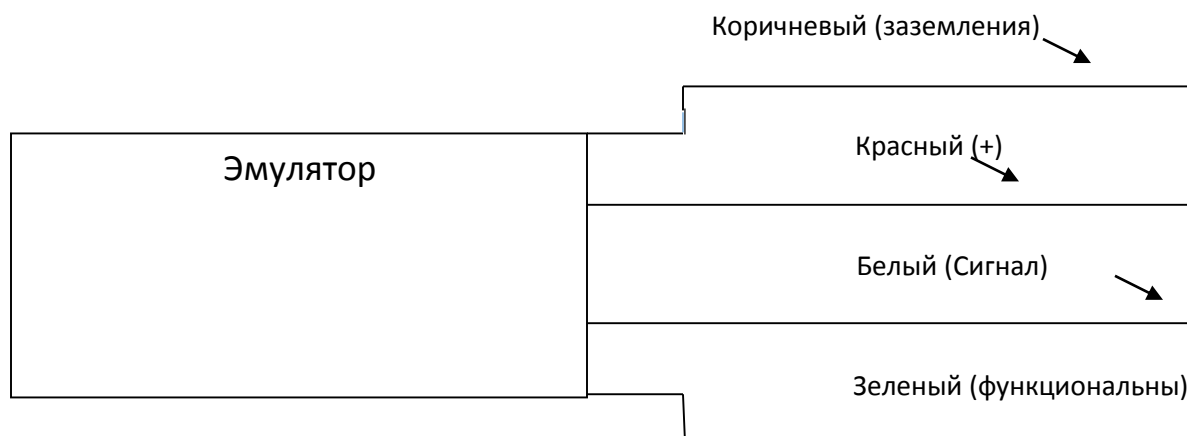 Коричневый (заземления)
Красный (+)
Эмулятор
Белый (Сигнал)
Зеленый (функциональны)